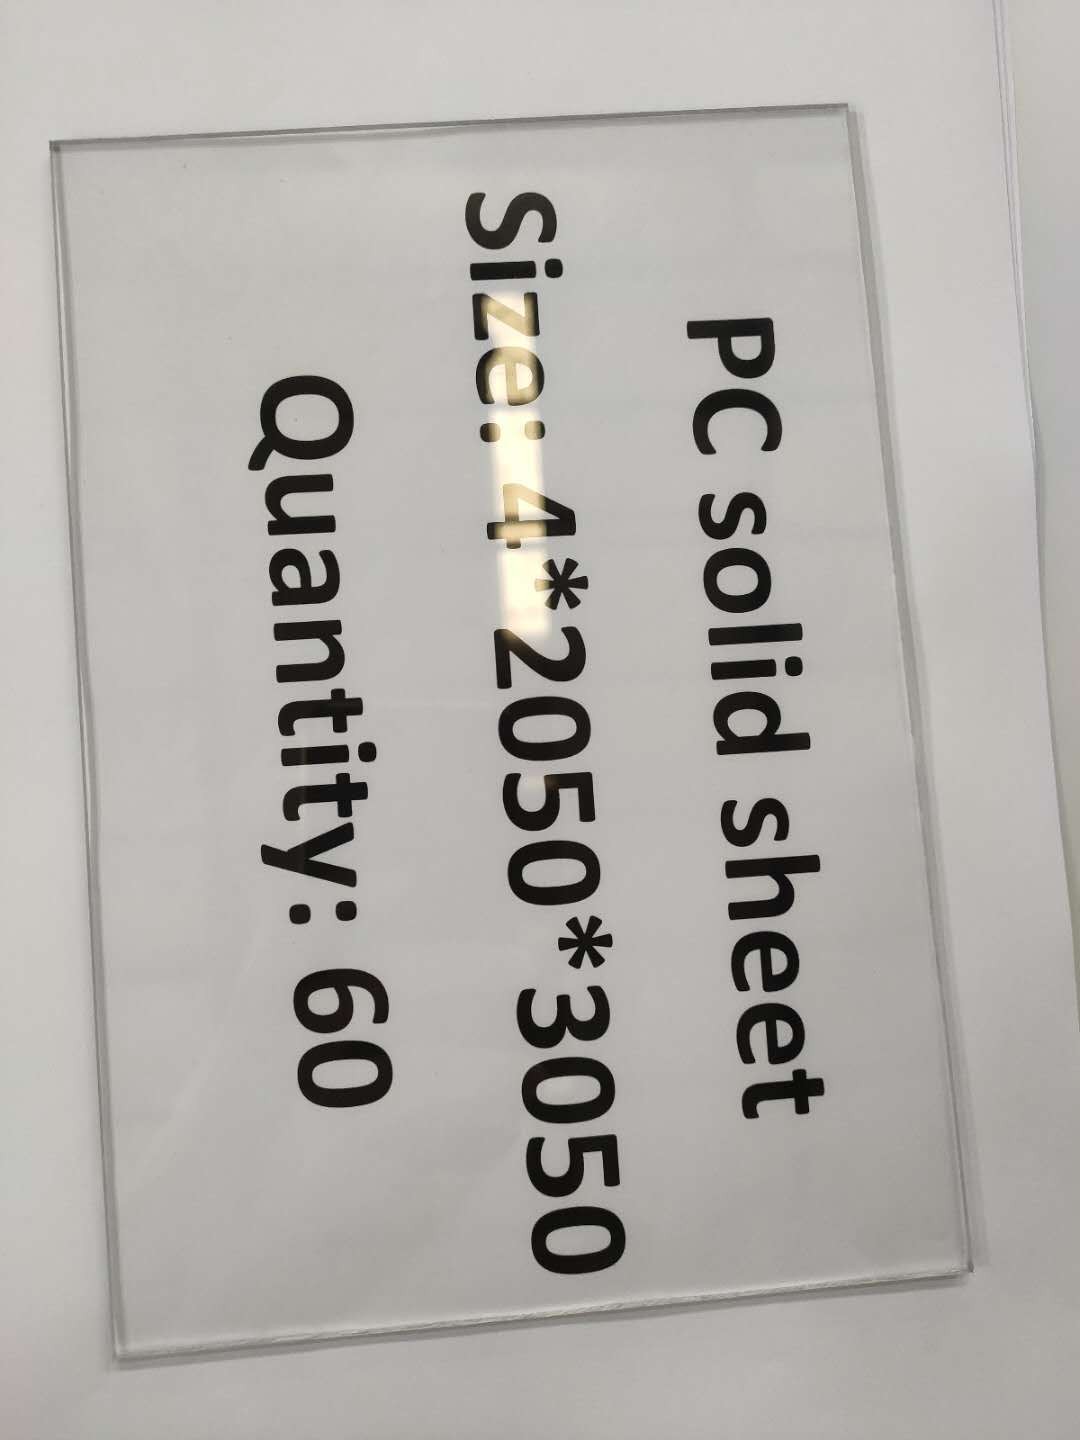 PC solid sheet
Size: 4*2050*3050
Quantity: 60